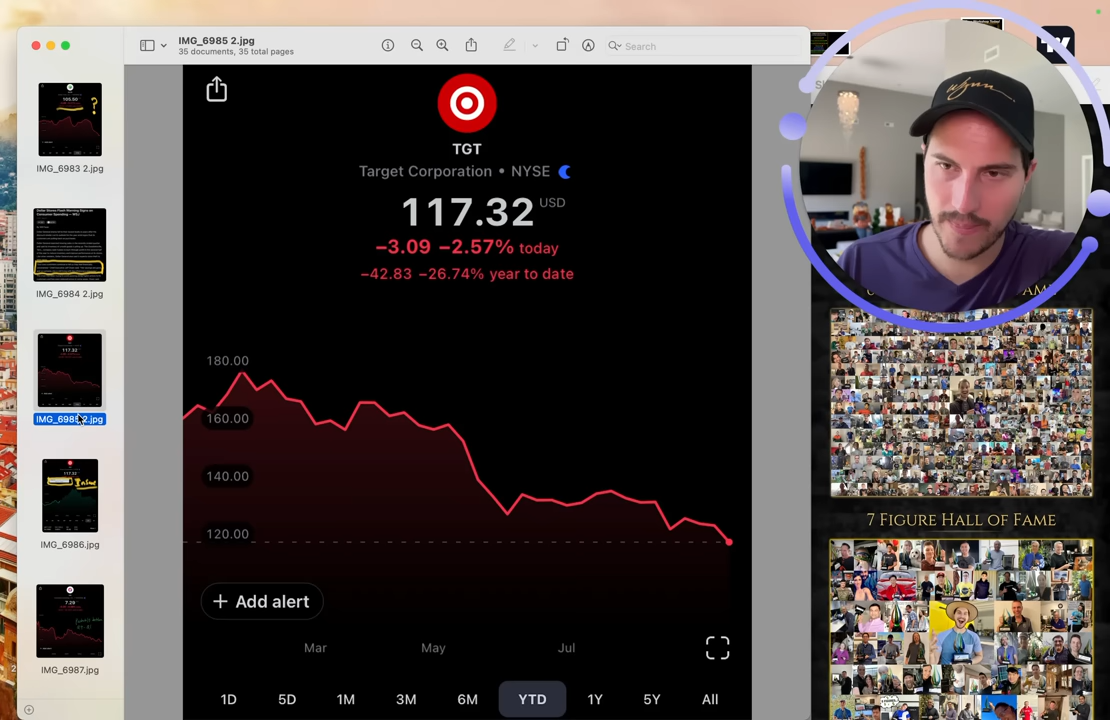 IMG_6985 2.jpg
35 documents, 35 total pages
Search
IMG_6983 2.jpg
IMG_6984 2.jpg
IMG_6985 2.jpg
IMG_6986.jpg
IMG_6987.jpg
TGT
Target Corporation • NYSE
117.32 USD
−3.09 −2.57% today
−42.83 −26.74% year to date
180.00
160.00
140.00
120.00
+ Add alert
Mar May Jul
1D 5D 1M 3M 6M YTD 1Y 5Y All
7 Figure Hall of Fame